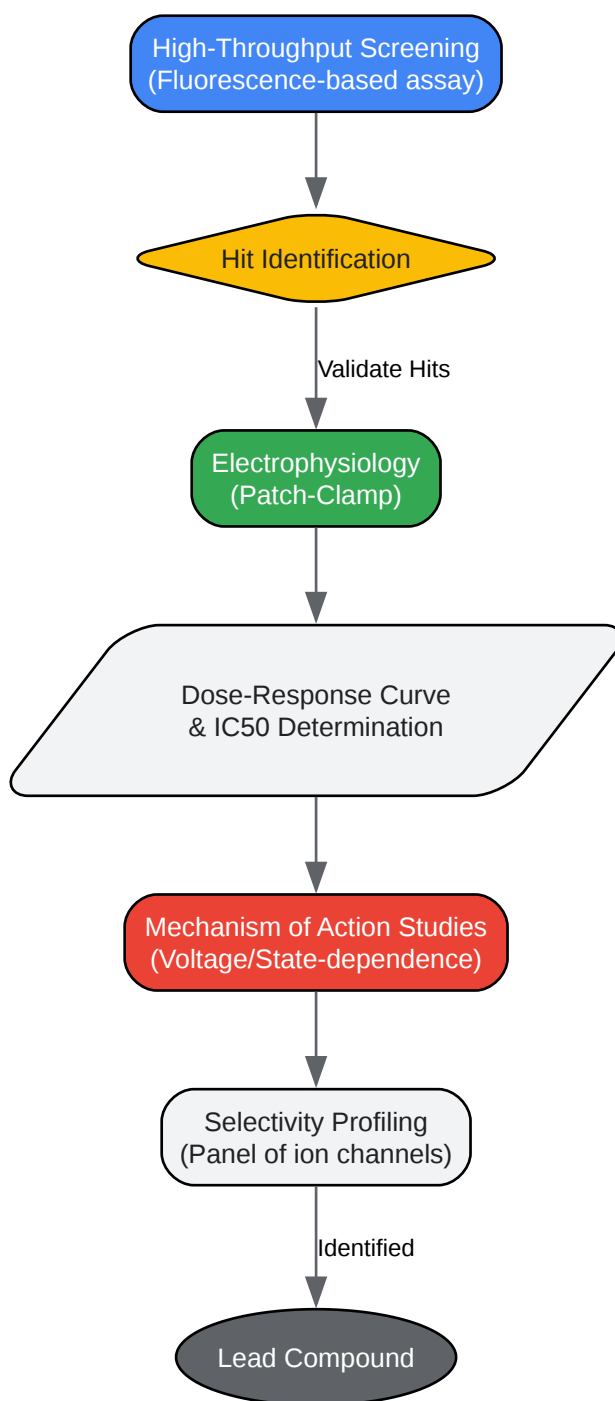 High-Throughput Screening
(Fluorescence-based assay)
Hit Identification
Validate Hits
Electrophysiology
(Patch-Clamp)
Dose-Response Curve
& IC50 Determination
Mechanism of Action Studies
(Voltage/State-dependence)
Selectivity Profiling
(Panel of ion channels)
Identified
Lead Compound